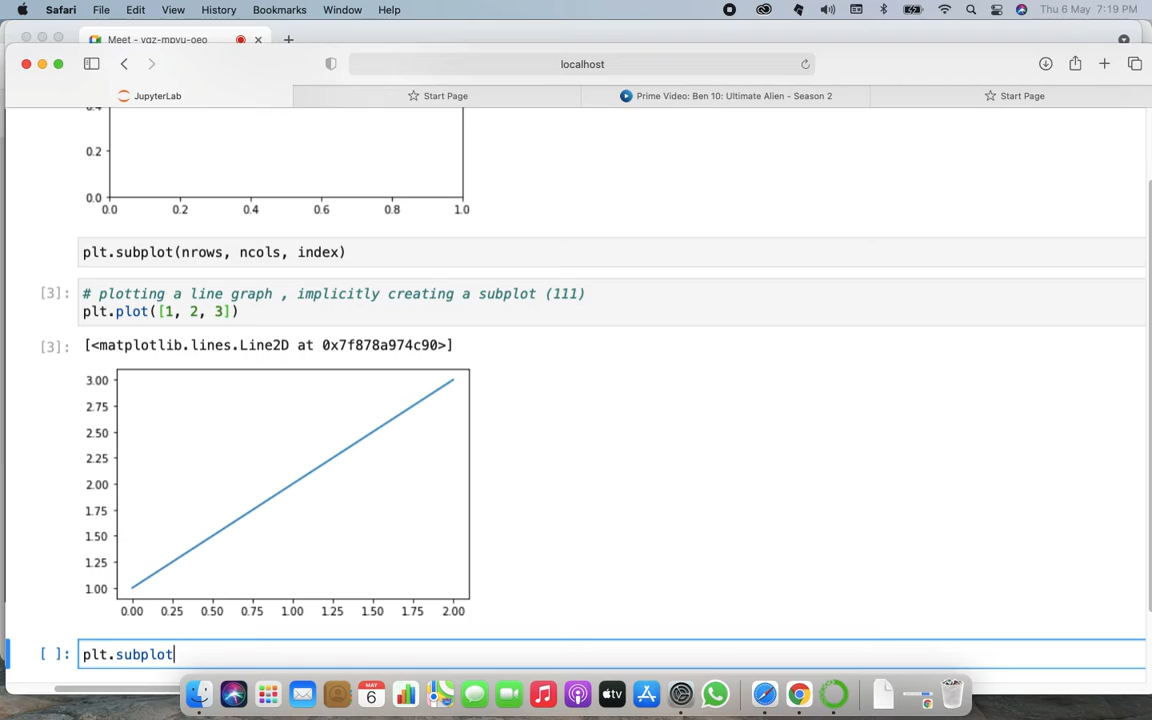 Safari File Edit View History Bookmarks Window Help Thu 6 May 7:19 PM
Meet - vgz-mpvu-oeo
localhost
JupyterLab Start Page Prime Video: Ben 10: Ultimate Alien - Season 2 Start Page
0.4
0.2
0.0
0.0 0.2 0.4 0.6 0.8 1.0
plt.subplot(nrows, ncols, index)
[3]: # plotting a line graph , implicitly creating a subplot (111)
plt.plot([1, 2, 3])
[3]: [<matplotlib.lines.Line2D at 0x7f878a974c90>]
3.00
2.75
2.50
2.25
2.00
1.75
1.50
1.25
1.00
0.00 0.25 0.50 0.75 1.00 1.25 1.50 1.75 2.00
[ ]: plt.subplot
MAY
6
tv